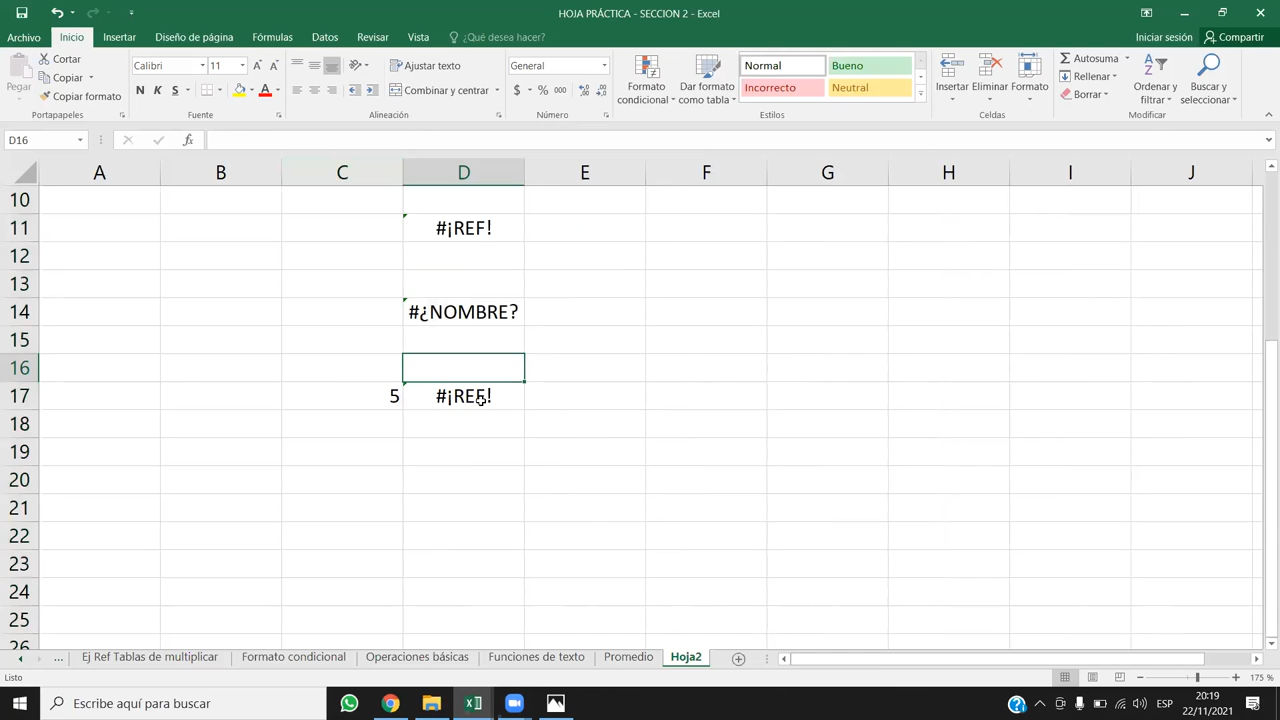 HOJA PRÁCTICA - SECCION 2 - Excel
Archivo Inicio Insertar Diseño de página Fórmulas Datos Revisar Vista ¿Qué desea hacer? Iniciar sesión Compartir
Pegar
Cortar
Copiar
Copiar formato
Portapapeles
Calibri 11
N K S
Fuente
Ajustar texto
Combinar y centrar
Alineación
General
$ % 000
Número
Formato condicional
Dar formato como tabla
Normal Bueno
Incorrecto Neutral
Estilos
Insertar Eliminar Formato
Celdas
Autosuma
Rellenar
Borrar
Ordenar y filtrar
Buscar y seleccionar
Modificar
D16 fx
A B C D E F G H I J
10
11 #¡REF!
12
13
14 #¿NOMBRE?
15
16
17 5 #¡REF!
18
19
20
21
22
23
24
25
26
... Ej Ref Tablas de multiplicar Formato condicional Operaciones básicas Funciones de texto Promedio Hoja2
Listo 175 %
Escribe aquí para buscar
ESP
20:19
22/11/2021